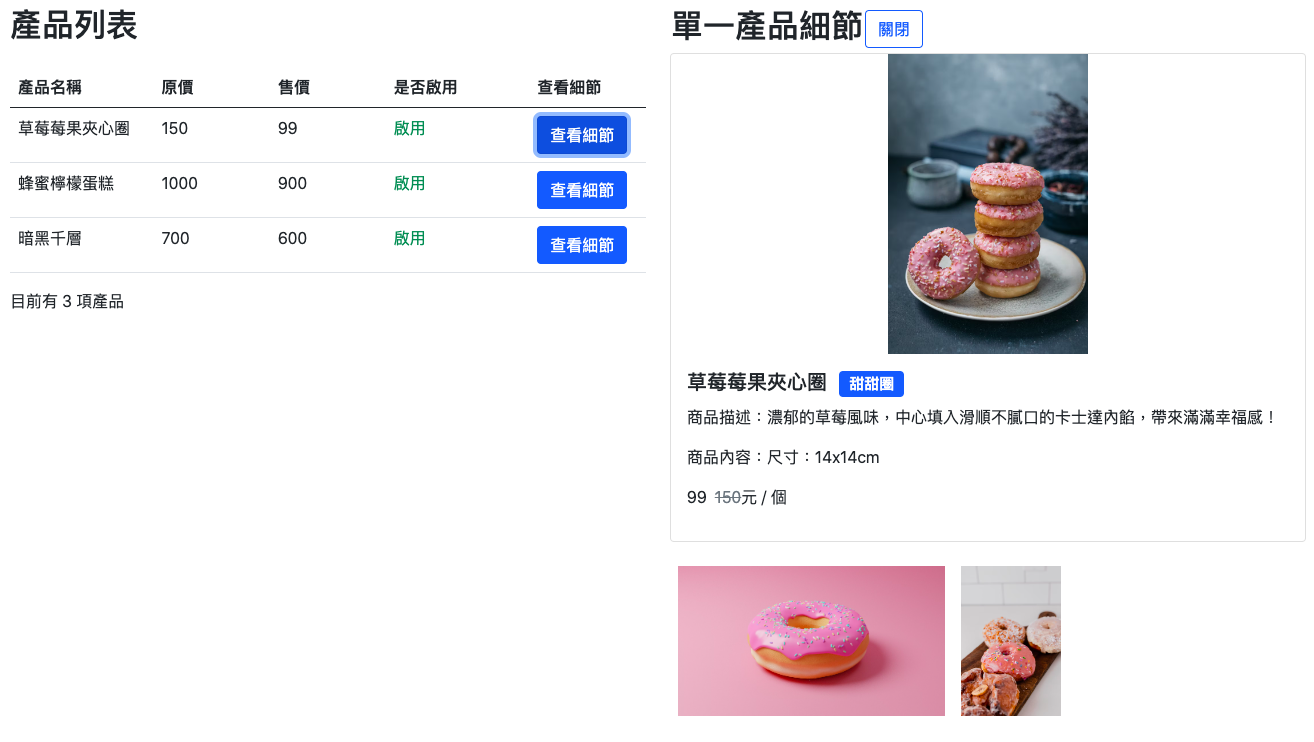 產品列表
產品名稱 原價 售價 是否啟用 查看細節
草莓莓果夾心圈 150 99 啟用 查看細節
蜂蜜檸檬蛋糕 1000 900 啟用 查看細節
暗黑千層 700 600 啟用 查看細節
目前有 3 項產品
單一產品細節 關閉
草莓莓果夾心圈 甜甜圈
商品描述：濃郁的草莓風味，中心填入滑順不膩口的卡士達內餡，帶來滿滿幸福感！
商品內容：尺寸：14x14cm
99 150元 / 個